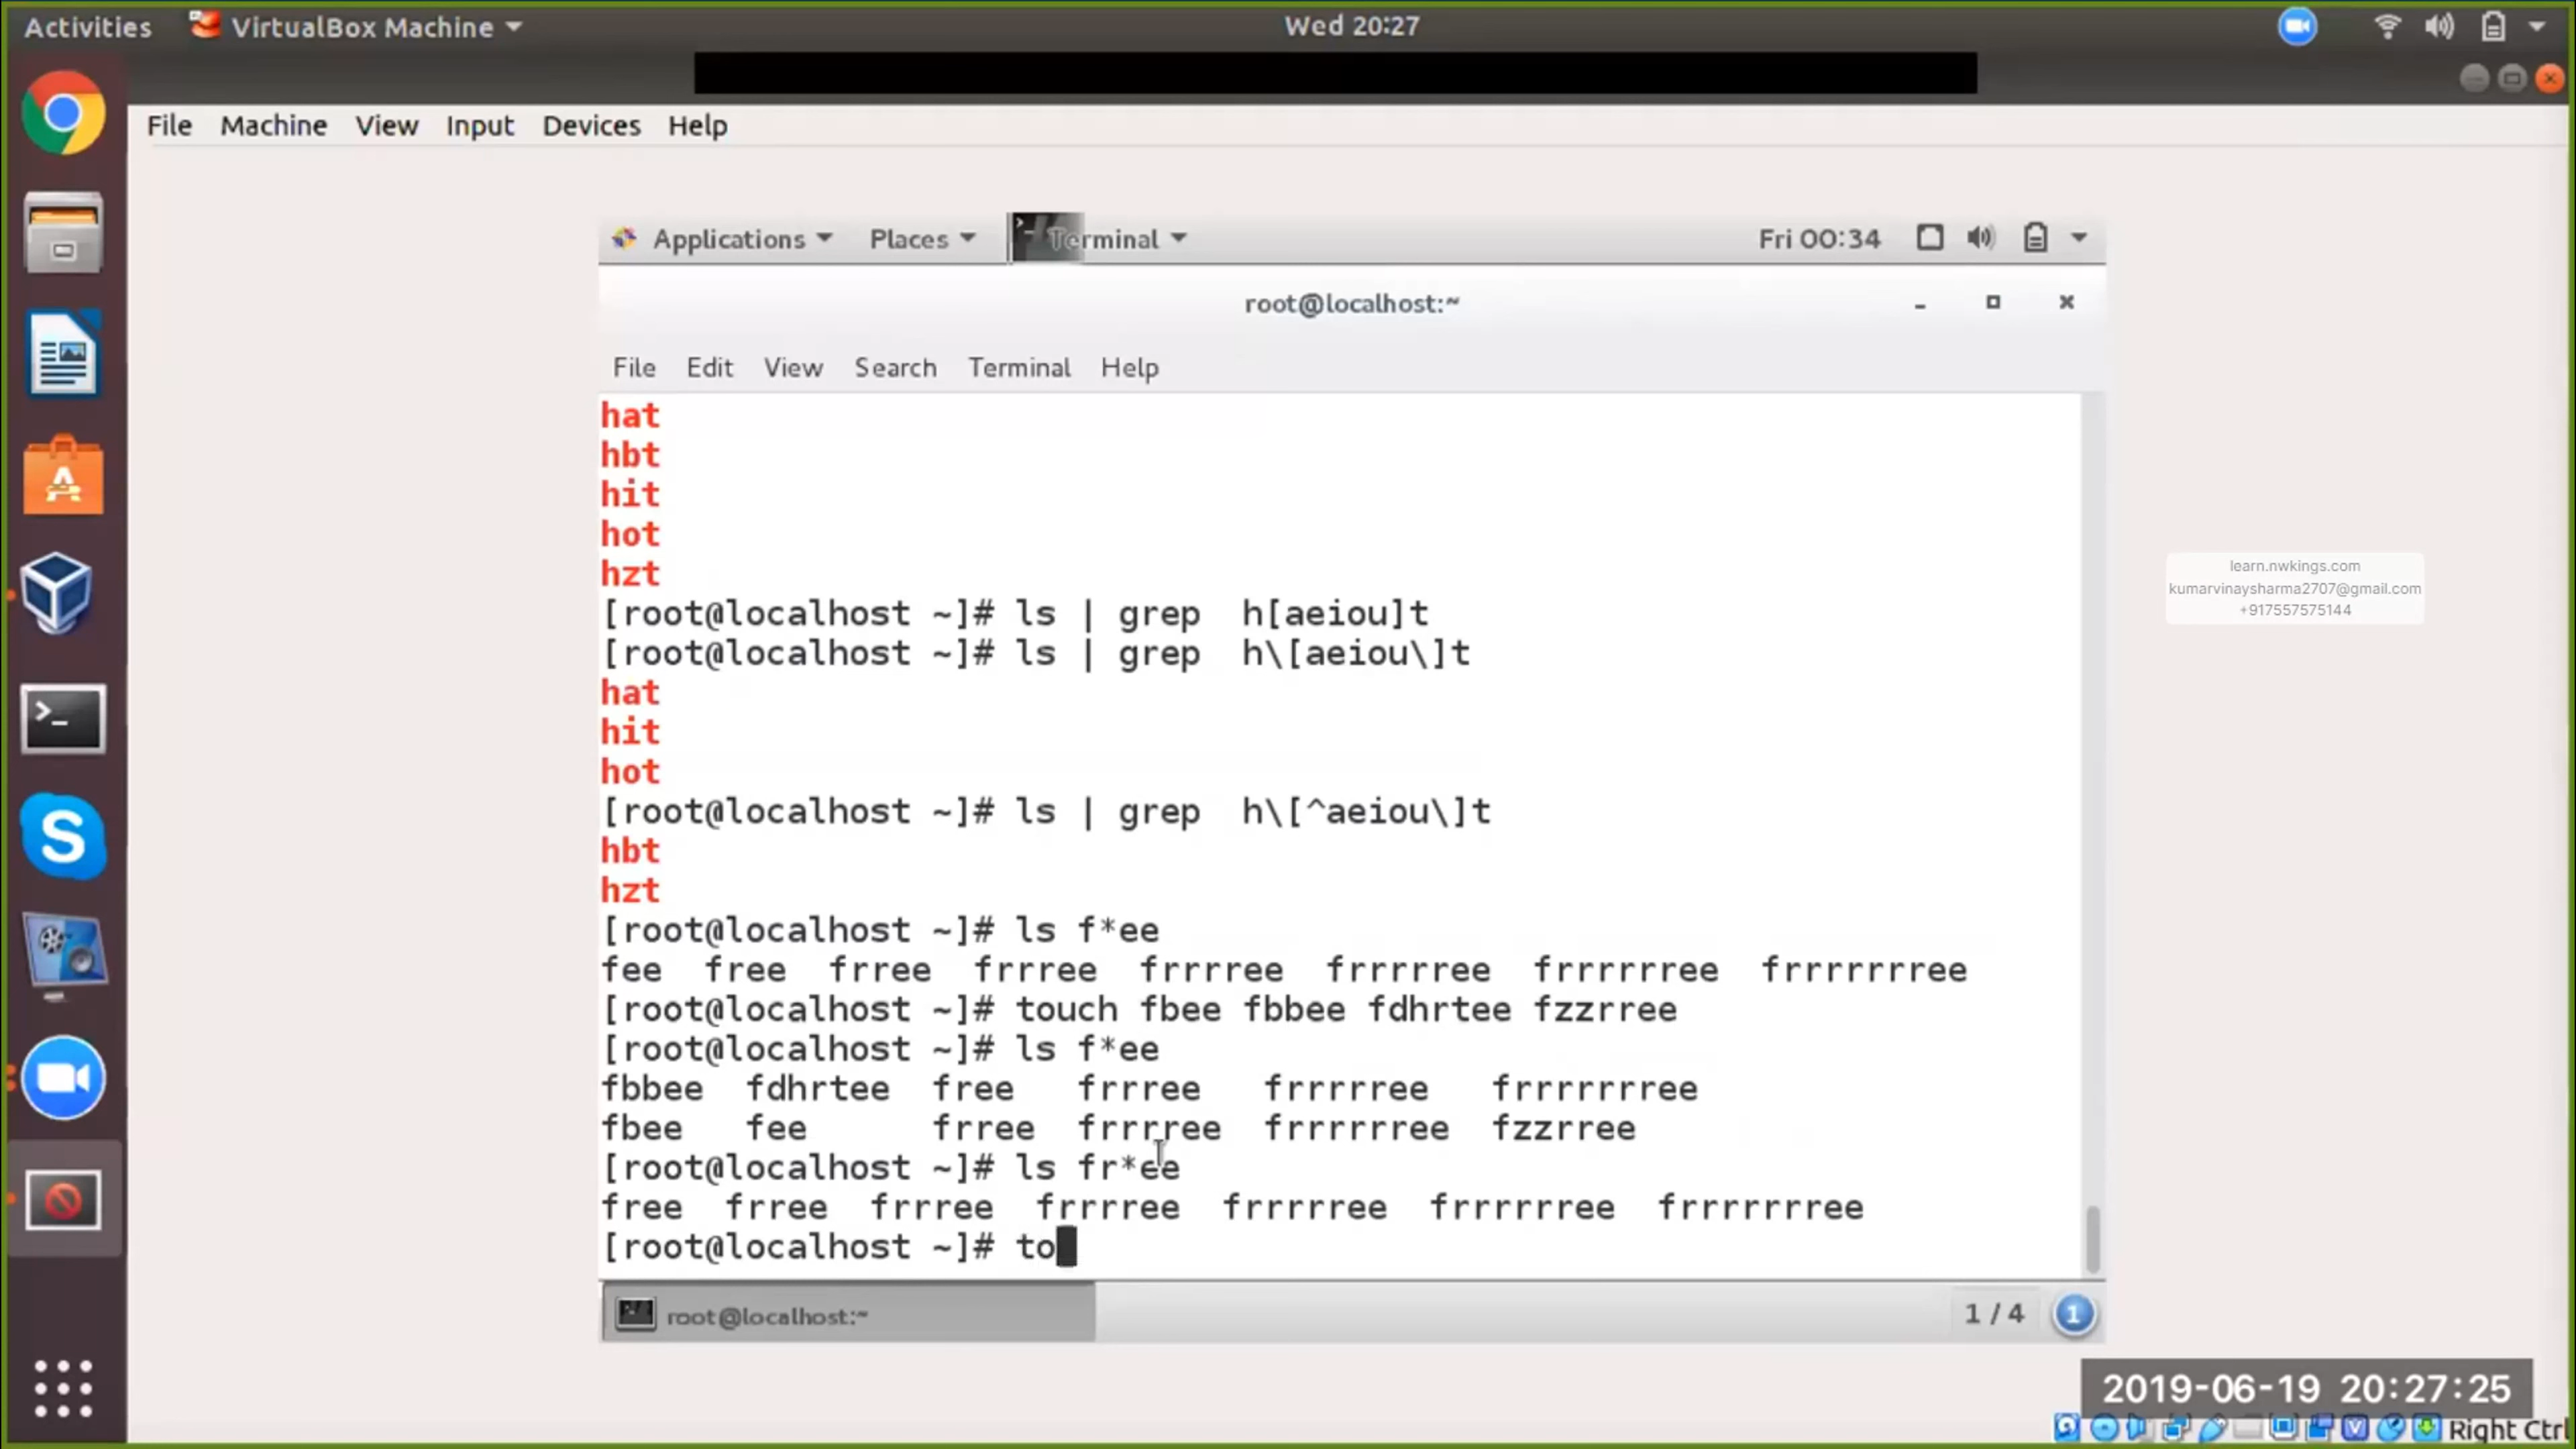 Activities VirtualBox Machine Wed 20:27
File Machine View Input Devices Help
Applications Places Terminal Fri 00:34
root@localhost:~
File Edit View Search Terminal Help
hat
hbt
hit
hot
hzt
[root@localhost ~]# ls | grep  h[aeiou]t
[root@localhost ~]# ls | grep  h\[aeiou\]t
hat
hit
hot
[root@localhost ~]# ls | grep  h\[^aeiou\]t
hbt
hzt
[root@localhost ~]# ls f*ee
fee  free  frree  frrree  frrrree  frrrrree  frrrrrree  frrrrrrree
[root@localhost ~]# touch fbee fbbee fdhrtee fzzrree
[root@localhost ~]# ls f*ee
fbbee  fdhrtee  free   frrree   frrrrree   frrrrrrree
fbee   fee      frree  frrrree  frrrrrree  fzzrree
[root@localhost ~]# ls fr*ee
free  frree  frrree  frrrree  frrrrree  frrrrrree  frrrrrrree
[root@localhost ~]# to
root@localhost:~ 1 / 4 1
learn.nwkings.com
kumarvinaysharma2707@gmail.com
+917557575144
2019-06-19 20:27:25
Right Ctrl